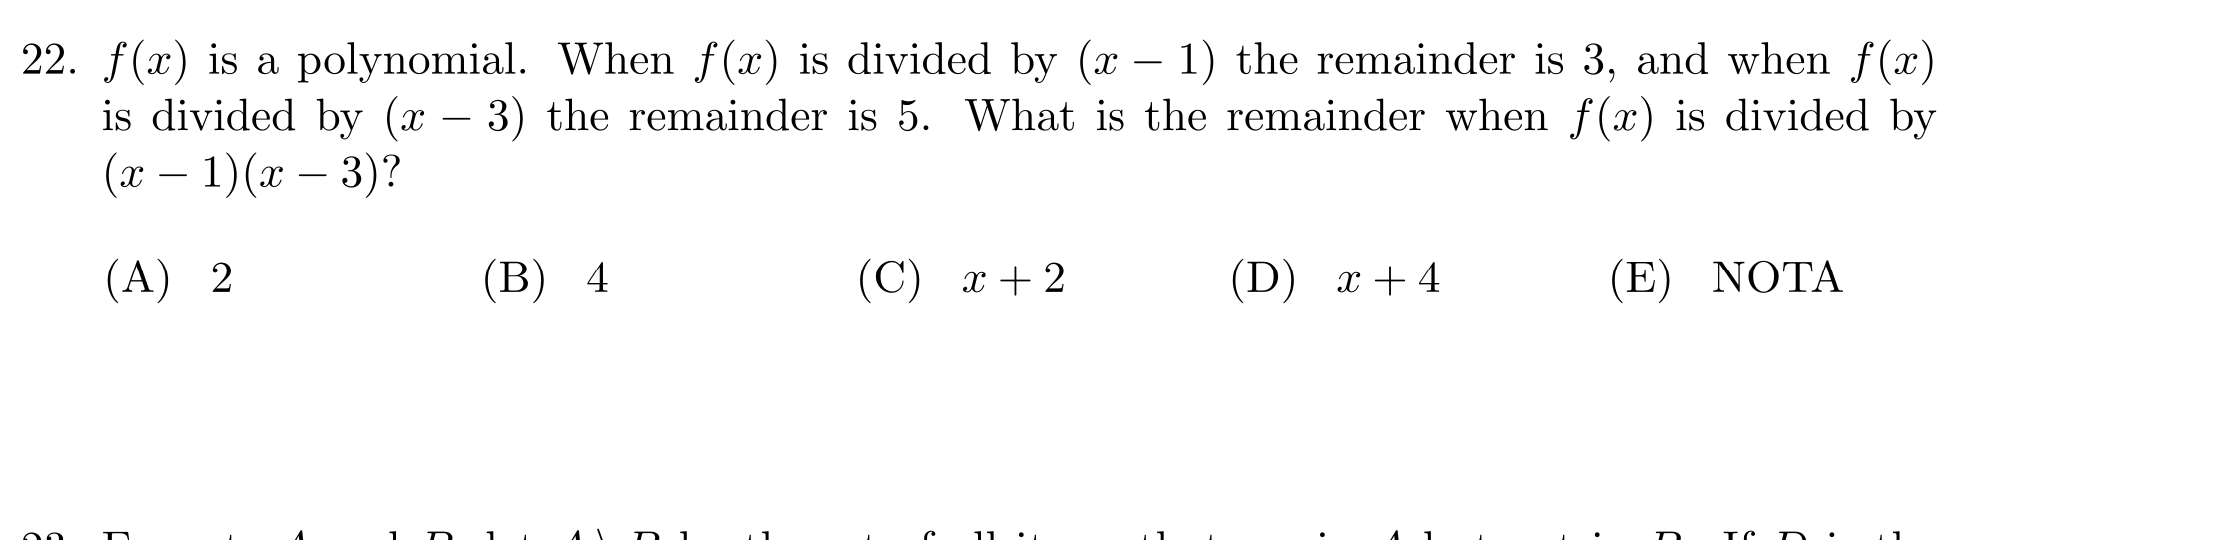 22. f(x) is a polynomial. When f(x) is divided by (x − 1) the remainder is 3, and when f(x)
is divided by (x − 3) the remainder is 5. What is the remainder when f(x) is divided by
(x − 1)(x − 3)?
(A) 2 (B) 4 (C) x + 2 (D) x + 4 (E) NOTA